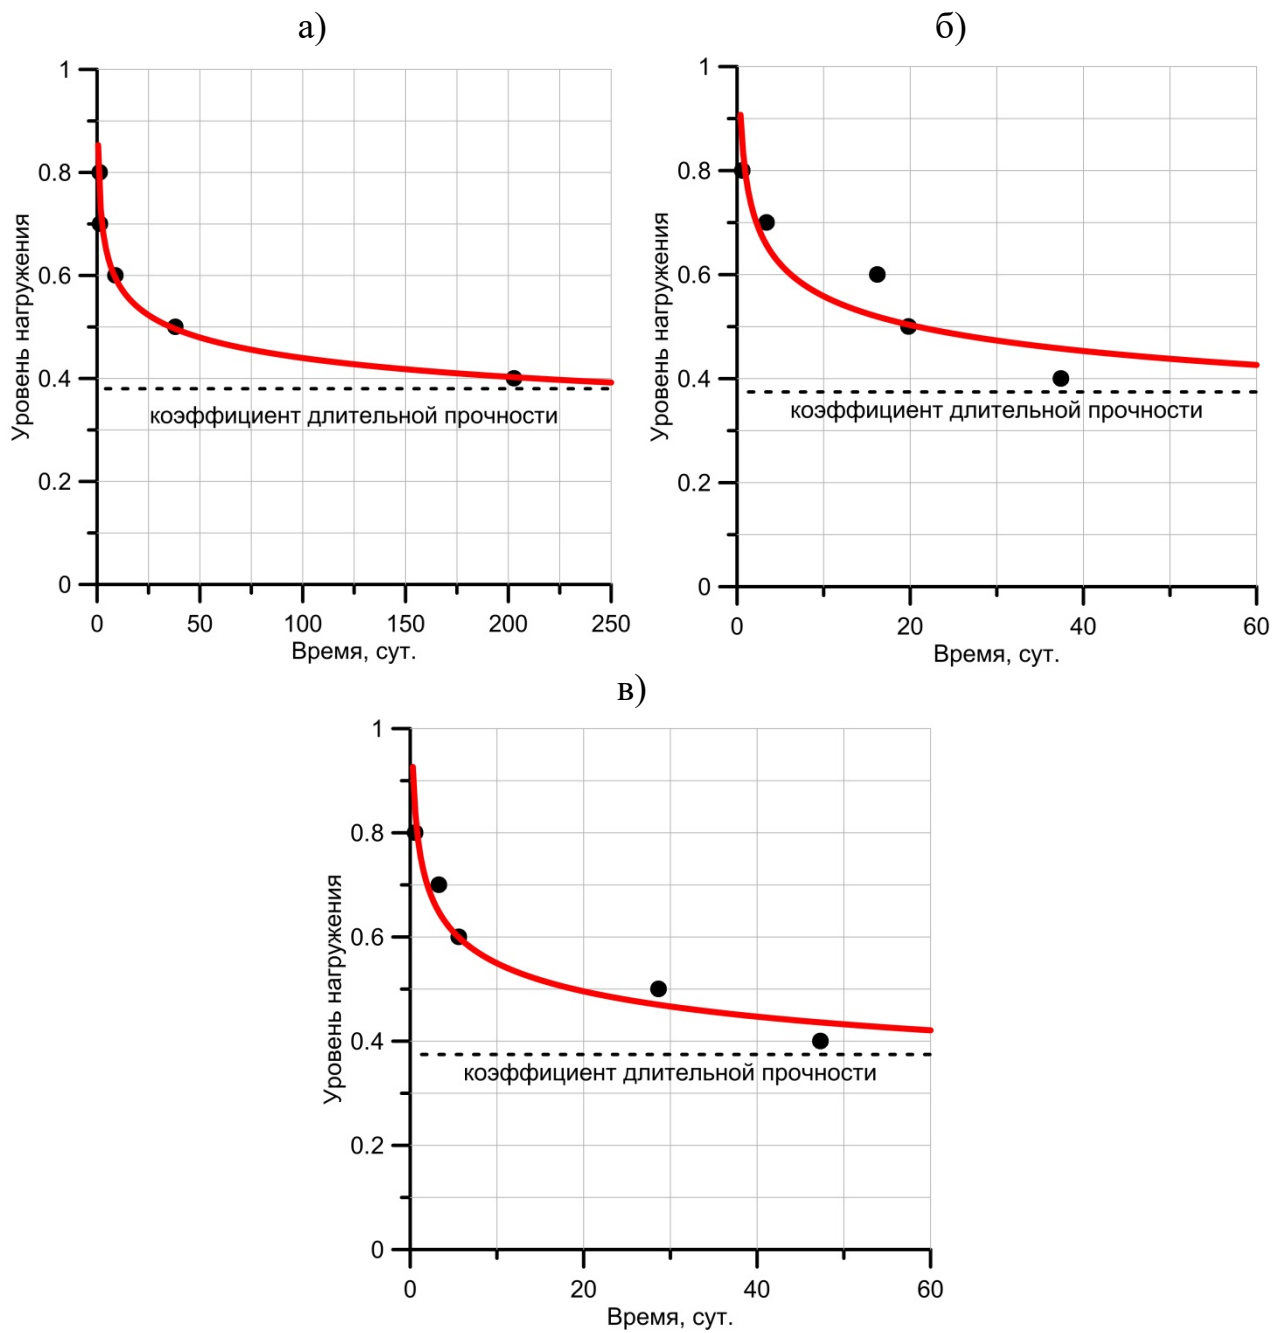 а)
1
0.8
0.6
0.4
0.2
0
Уровень нагружения
коэффициент длительной прочности
0 50 100 150 200 250
Время, сут.
б)
1
0.8
0.6
0.4
0.2
0
Уровень нагружения
коэффициент длительной прочности
0 20 40 60
Время, сут.
в)
1
0.8
0.6
0.4
0.2
0
Уровень нагружения
коэффициент длительной прочности
0 20 40 60
Время, сут.